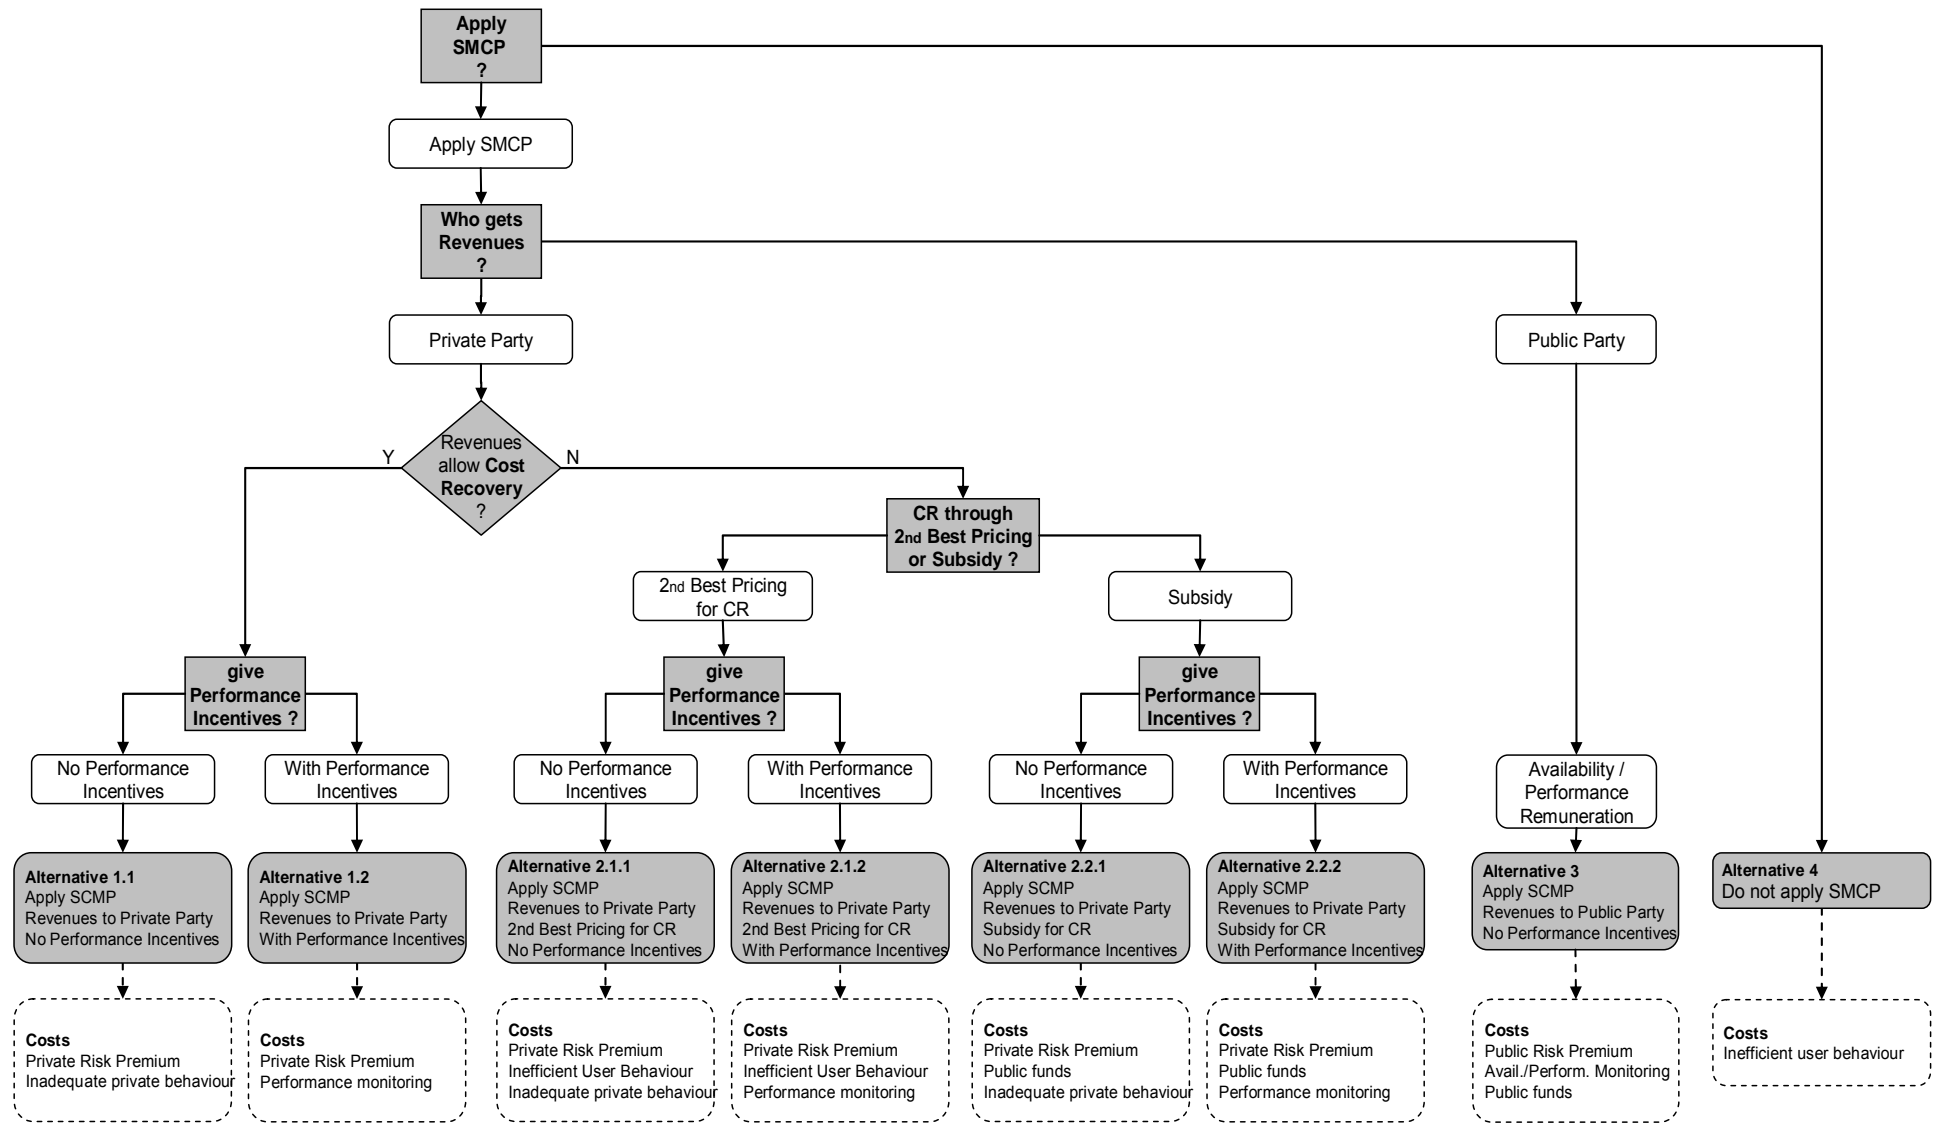 Apply
SMCP
?
Apply SMCP
Who gets
Revenues
?
Private Party
Public Party
Revenues
allow Cost
Recovery
?
Y
N
CR through
2nd Best Pricing
or Subsidy ?
2nd Best Pricing
for CR
Subsidy
give
Performance
Incentives ?
give
Performance
Incentives ?
give
Performance
Incentives ?
No Performance
Incentives
With Performance
Incentives
No Performance
Incentives
With Performance
Incentives
No Performance
Incentives
With Performance
Incentives
Availability /
Performance
Remuneration
Alternative 1.1
Apply SCMP
Revenues to Private Party
No Performance Incentives
Alternative 1.2
Apply SCMP
Revenues to Private Party
With Performance Incentives
Alternative 2.1.1
Apply SCMP
Revenues to Private Party
2nd Best Pricing for CR
No Performance Incentives
Alternative 2.1.2
Apply SCMP
Revenues to Private Party
2nd Best Pricing for CR
With Performance Incentives
Alternative 2.2.1
Apply SCMP
Revenues to Private Party
Subsidy for CR
No Performance Incentives
Alternative 2.2.2
Apply SCMP
Revenues to Private Party
Subsidy for CR
With Performance Incentives
Alternative 3
Apply SCMP
Revenues to Public Party
No Performance Incentives
Alternative 4
Do not apply SMCP
Costs
Private Risk Premium
Inadequate private behaviour
Costs
Private Risk Premium
Performance monitoring
Costs
Private Risk Premium
Inefficient User Behaviour
Inadequate private behaviour
Costs
Private Risk Premium
Inefficient User Behaviour
Performance monitoring
Costs
Private Risk Premium
Public funds
Inadequate private behaviour
Costs
Private Risk Premium
Public funds
Performance monitoring
Costs
Public Risk Premium
Avail./Perform. Monitoring
Public funds
Costs
Inefficient user behaviour